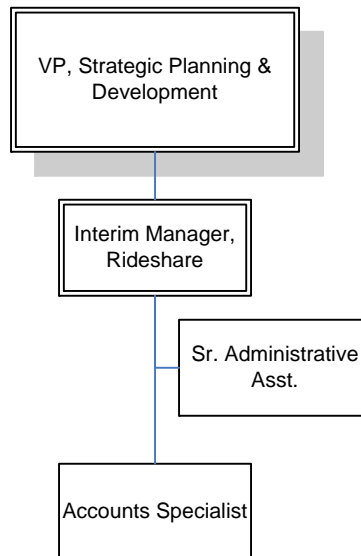 VP, Strategic Planning &
Development
Interim Manager,
Rideshare
Sr. Administrative
Asst.
Accounts Specialist